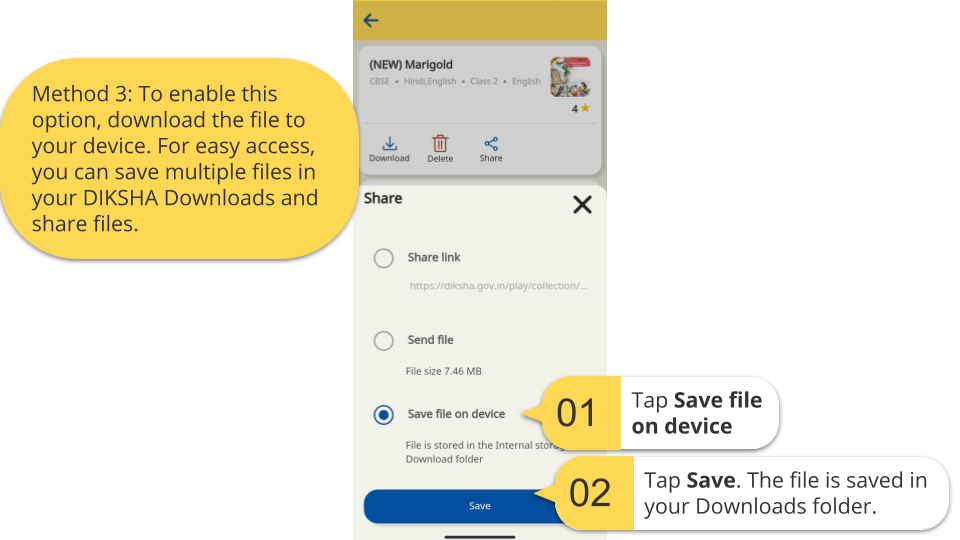 Method 3: To enable this
option, download the file to
your device. For easy access,
you can save multiple files in
your DIKSHA Downloads and
share files.
(NEW) Marigold
CBSE • Hindi,English • Class 2 • English
4
Download Delete Share
Share
Share link
https://diksha.gov.in/play/collection/...
Send file
File size 7.46 MB
Save file on device
File is stored in the Internal
Download folder
Save
01
Tap Save file
on device
02
Tap Save. The file is saved in
your Downloads folder.